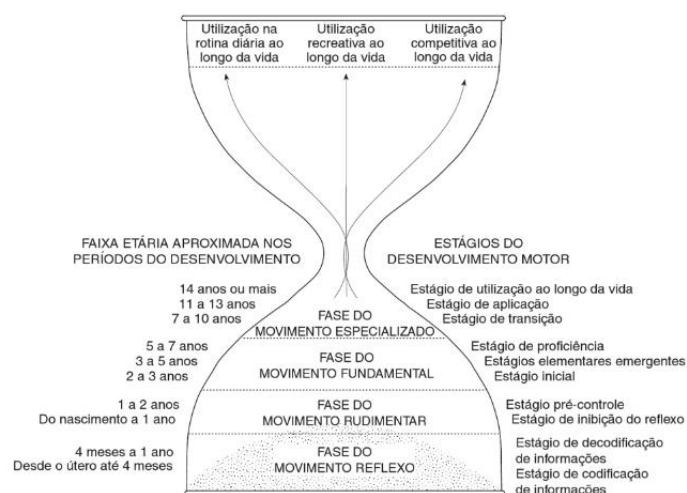 Utilização na
rotina diária ao
longo da vida
Utilização
recreativa ao
longo da vida
Utilização
competitiva ao
longo da vida
FAIXA ETÁRIA APROXIMADA NOS
PERÍODOS DO DESENVOLVIMENTO
ESTÁGIOS DO
DESENVOLVIMENTO MOTOR
14 anos ou mais
11 a 13 anos
7 a 10 anos
FASE DO
MOVIMENTO ESPECIALIZADO
Estágio de utilização ao longo da vida
Estágio de aplicação
Estágio de transição
5 a 7 anos
3 a 5 anos
2 a 3 anos
FASE DO
MOVIMENTO FUNDAMENTAL
Estágio de proficiência
Estágios elementares emergentes
Estágio inicial
1 a 2 anos
Do nascimento a 1 ano
FASE DO
MOVIMENTO RUDIMENTAR
Estágio pré-controle
Estágio de inibição do reflexo
4 meses a 1 ano
Desde o útero até 4 meses
FASE DO
MOVIMENTO REFLEXO
Estágio de decodificação
de informações
Estágio de codificação
de informações